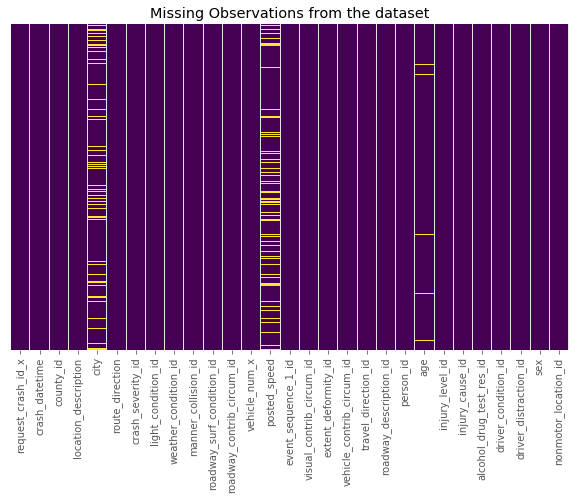 Missing Observations from the dataset
request_crash_id_x
crash_datetime
county_id
location_description
city
route_direction
crash_severity_id
light_condition_id
weather_condition_id
manner_collision_id
roadway_surf_condition_id
roadway_contrib_circum_id
vehicle_num_x
posted_speed
event_sequence_1_id
visual_contrib_circum_id
extent_deformity_id
vehicle_contrib_circum_id
travel_direction_id
roadway_description_id
person_id
age
injury_level_id
injury_cause_id
alcohol_drug_test_res_id
driver_condition_id
driver_distraction_id
sex
nonmotor_location_id